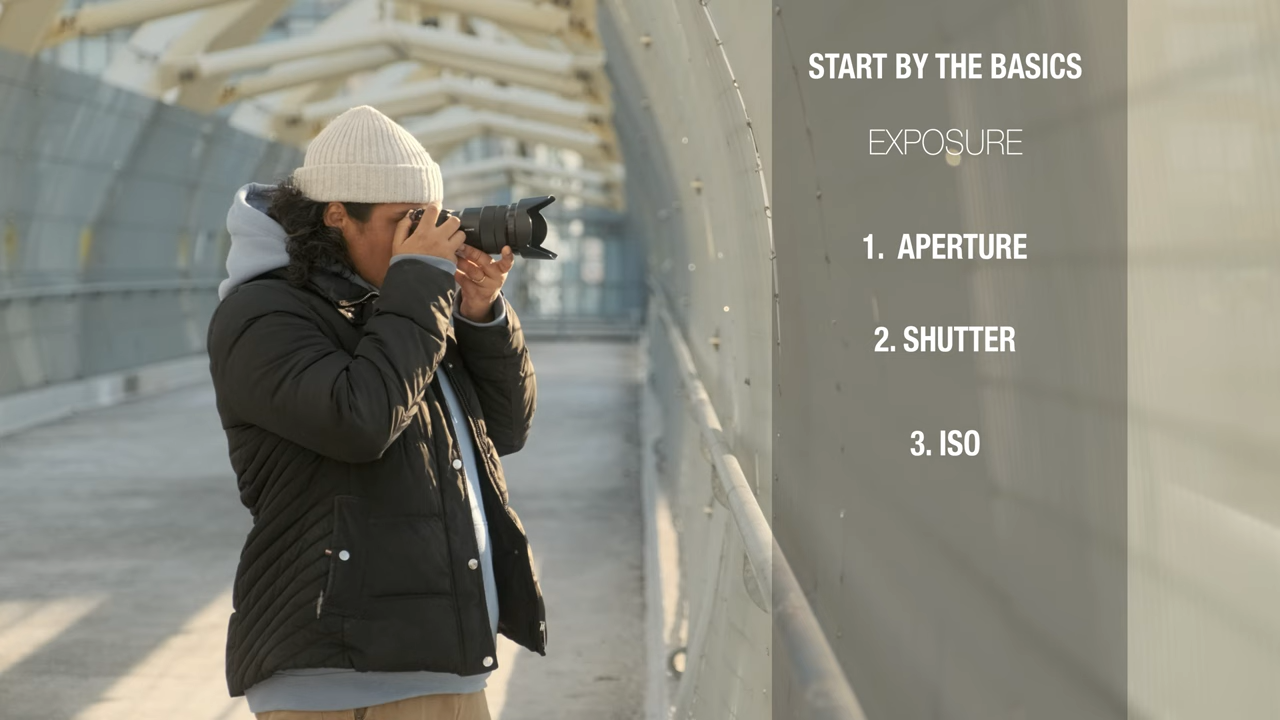 START BY THE BASICS
EXPOSURE
1. APERTURE
2. SHUTTER
3. ISO